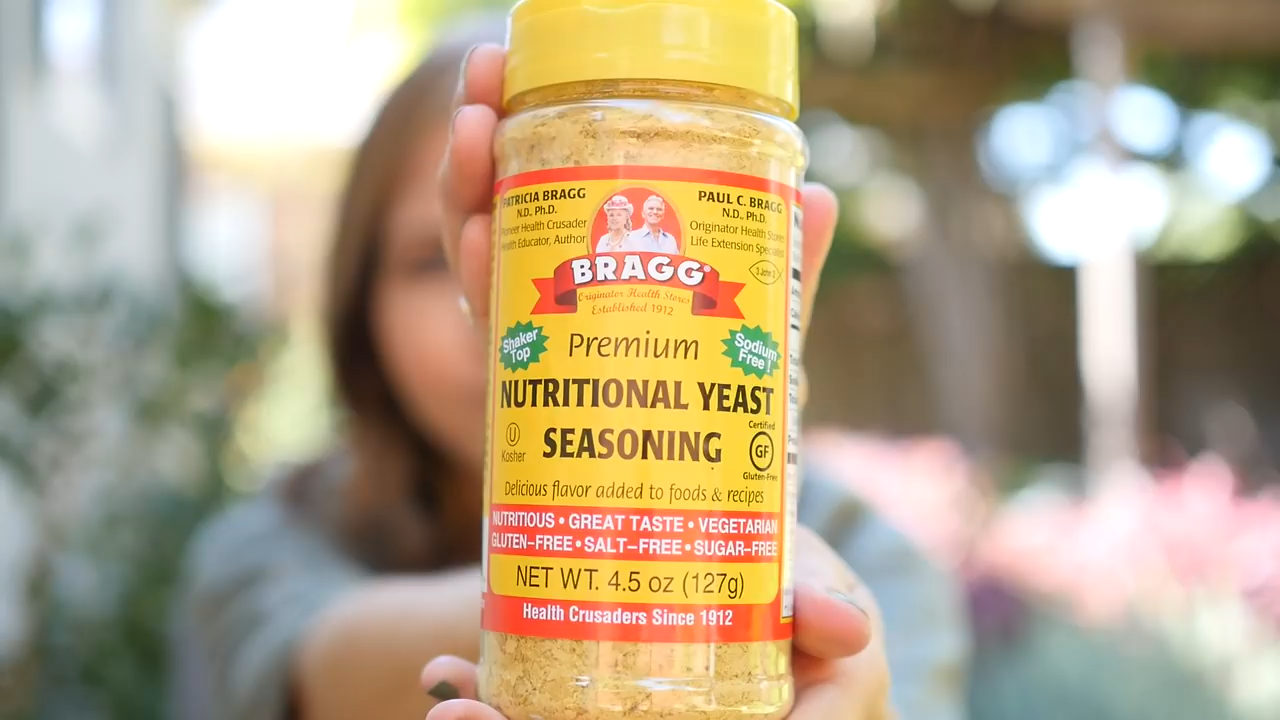 PATRICIA BRAGG
N.D., Ph.D.
Pioneer Health Crusader
Health Educator, Author
PAUL C. BRAGG
N.D., Ph.D.
Originator Health Stores
Life Extension Specialist
BRAGG®
Originator Health Stores
Established 1912
3 John 2
Shaker
Top
Premium
Sodium
Free!
NUTRITIONAL YEAST
SEASONING
U
Kosher
Certified
GF
Gluten-Free
Delicious flavor added to foods & recipes
NUTRITIOUS • GREAT TASTE • VEGETARIAN
GLUTEN-FREE • SALT-FREE • SUGAR-FREE
NET WT. 4.5 oz (127g)
Health Crusaders Since 1912